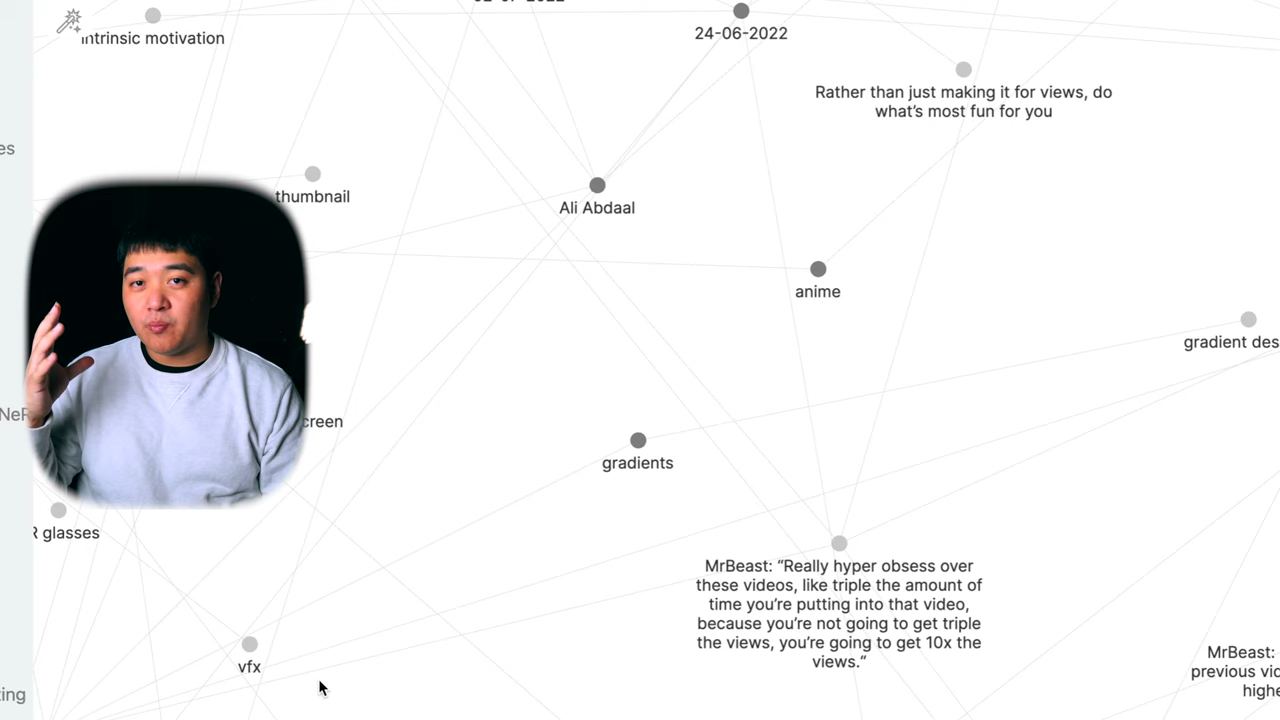 intrinsic motivation
24-06-2022
Rather than just making it for views, do
what's most fun for you
es
thumbnail
Ali Abdaal
anime
gradient des
NeR
creen
gradients
R glasses
MrBeast: “Really hyper obsess over
these videos, like triple the amount of
time you're putting into that video,
because you're not going to get triple
the views, you're going to get 10x the
views.“
vfx
MrBeast:
previous vid
highe
ting